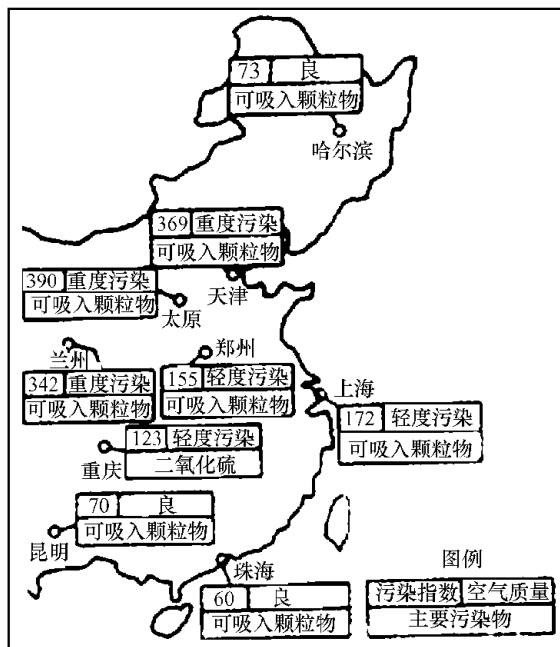 73 良
可吸入颗粒物
哈尔滨
369 重度污染
可吸入颗粒物
天津
390 重度污染
可吸入颗粒物
太原
兰州
342 重度污染
可吸入颗粒物
郑州
155 轻度污染
可吸入颗粒物
上海
172 轻度污染
可吸入颗粒物
123 轻度污染
二氧化硫
重庆
70 良
可吸入颗粒物
昆明
珠海
60 良
可吸入颗粒物
图例
污染指数 空气质量
主要污染物